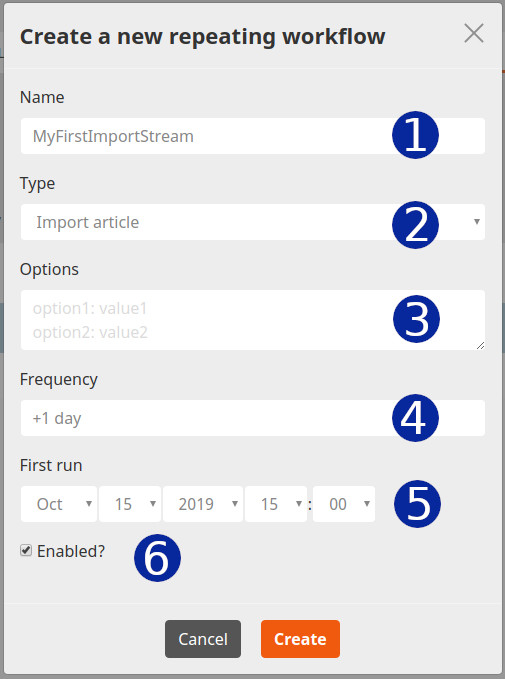 Create a new repeating workflow
Name
MyFirstImportStream 1
Type
Import article 2
Options
option1: value1
option2: value2
3
Frequency
+1 day 4
First run
Oct 15 2019 15 : 00 5
Enabled? 6
Cancel Create